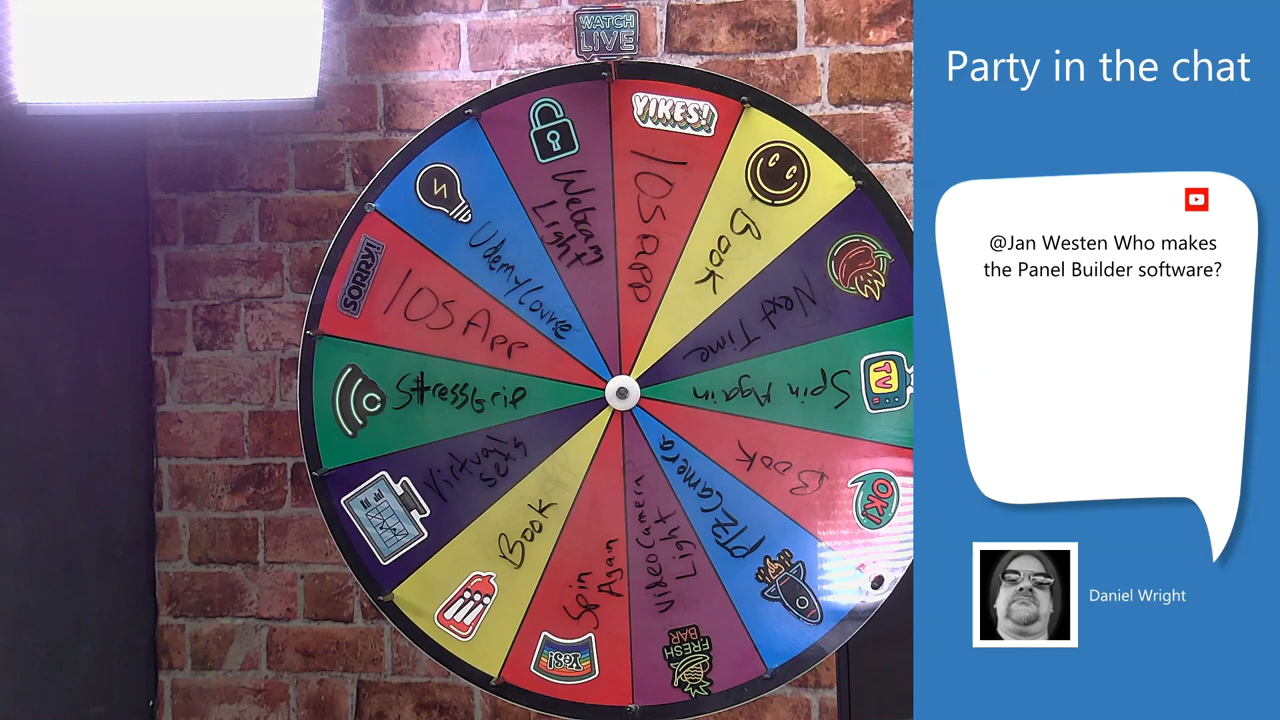 WATCH
LIVE
YIKES!
IOS app
Book
Next Time
TV
Spin Again
OK!
Book
PTZ Camera
FRESH
BAR
Video Camera
Light
Yes!
Spin
Again
Book
Virtual
Sets
StressGrip
SORRY!
IOS App
Udemy Course
Webcam
Light
Party in the chat
@Jan Westen Who makes
the Panel Builder software?
Daniel Wright